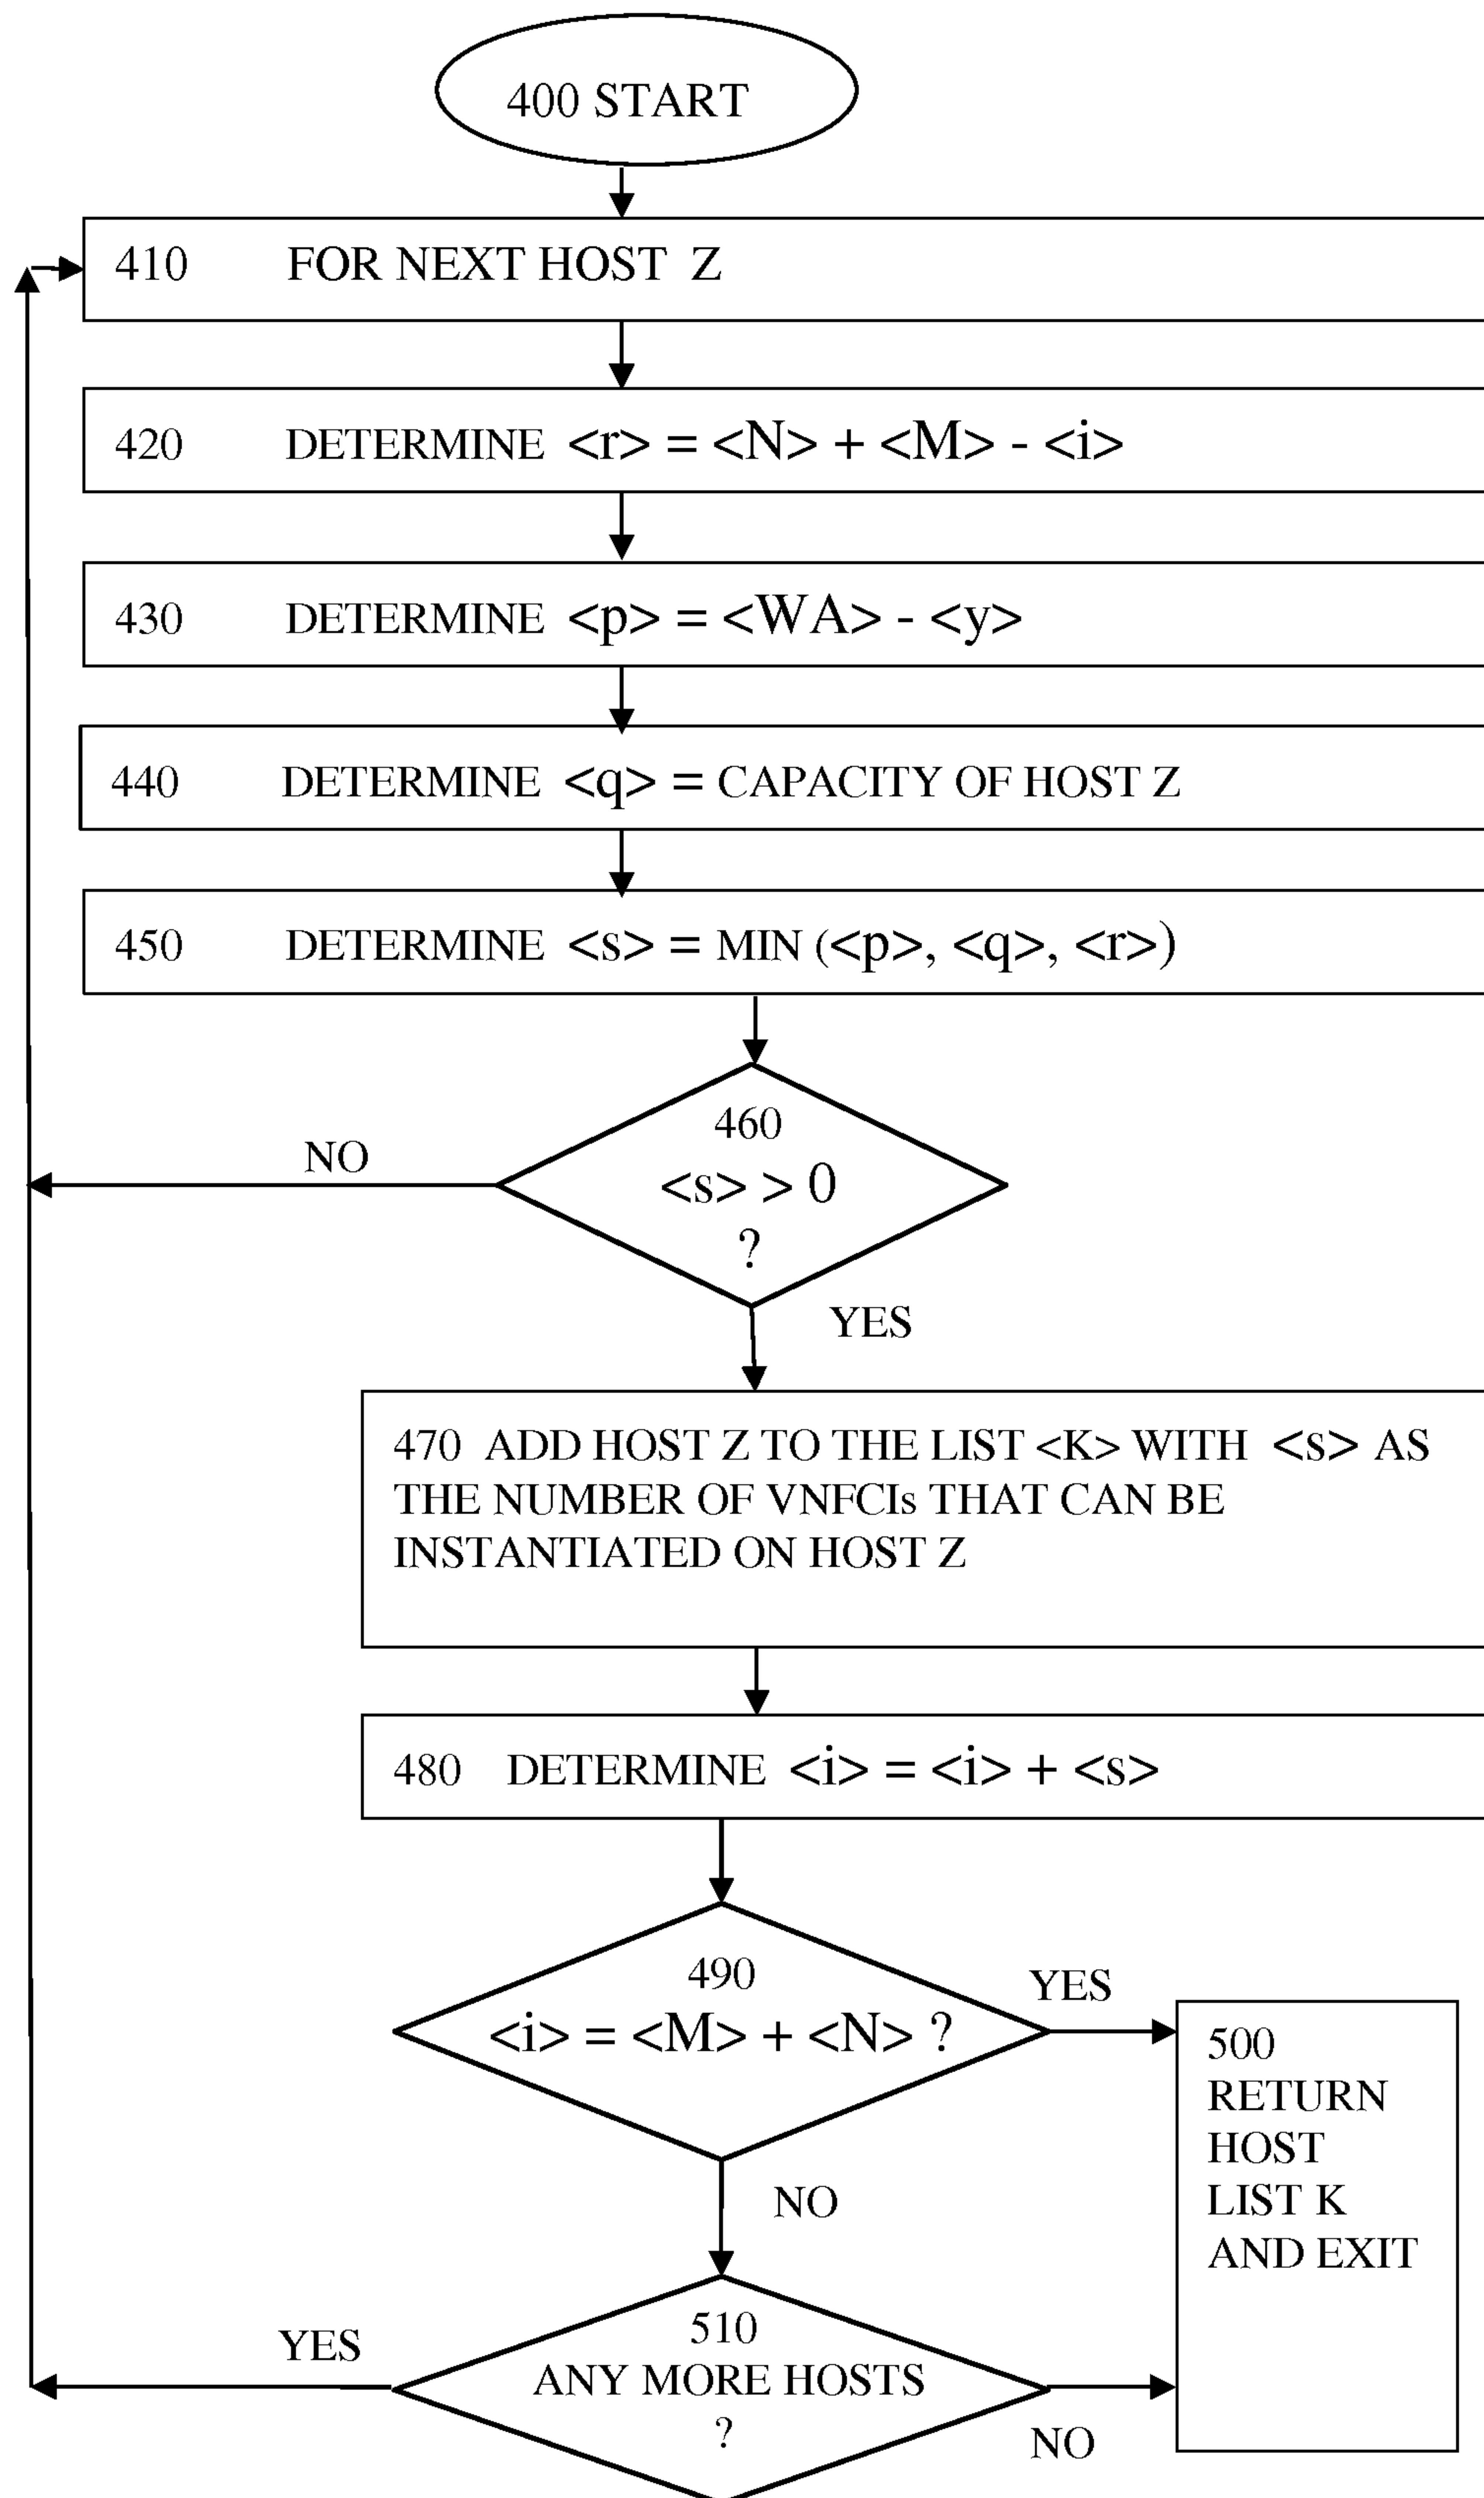 400 START
410 FOR NEXT HOST Z
420 DETERMINE <r> = <N> + <M> - <i>
430 DETERMINE <p> = <WA> - <y>
440 DETERMINE <q> = CAPACITY OF HOST Z
450 DETERMINE <s> = MIN (<p>, <q>, <r>)
460
<s> > 0
?
NO
YES
470 ADD HOST Z TO THE LIST <K> WITH <s> AS
THE NUMBER OF VNFCIs THAT CAN BE
INSTANTIATED ON HOST Z
480 DETERMINE <i> = <i> + <s>
490
<i> = <M> + <N> ?
YES
NO
500
RETURN
HOST
LIST K
AND EXIT
510
ANY MORE HOSTS
?
YES
NO